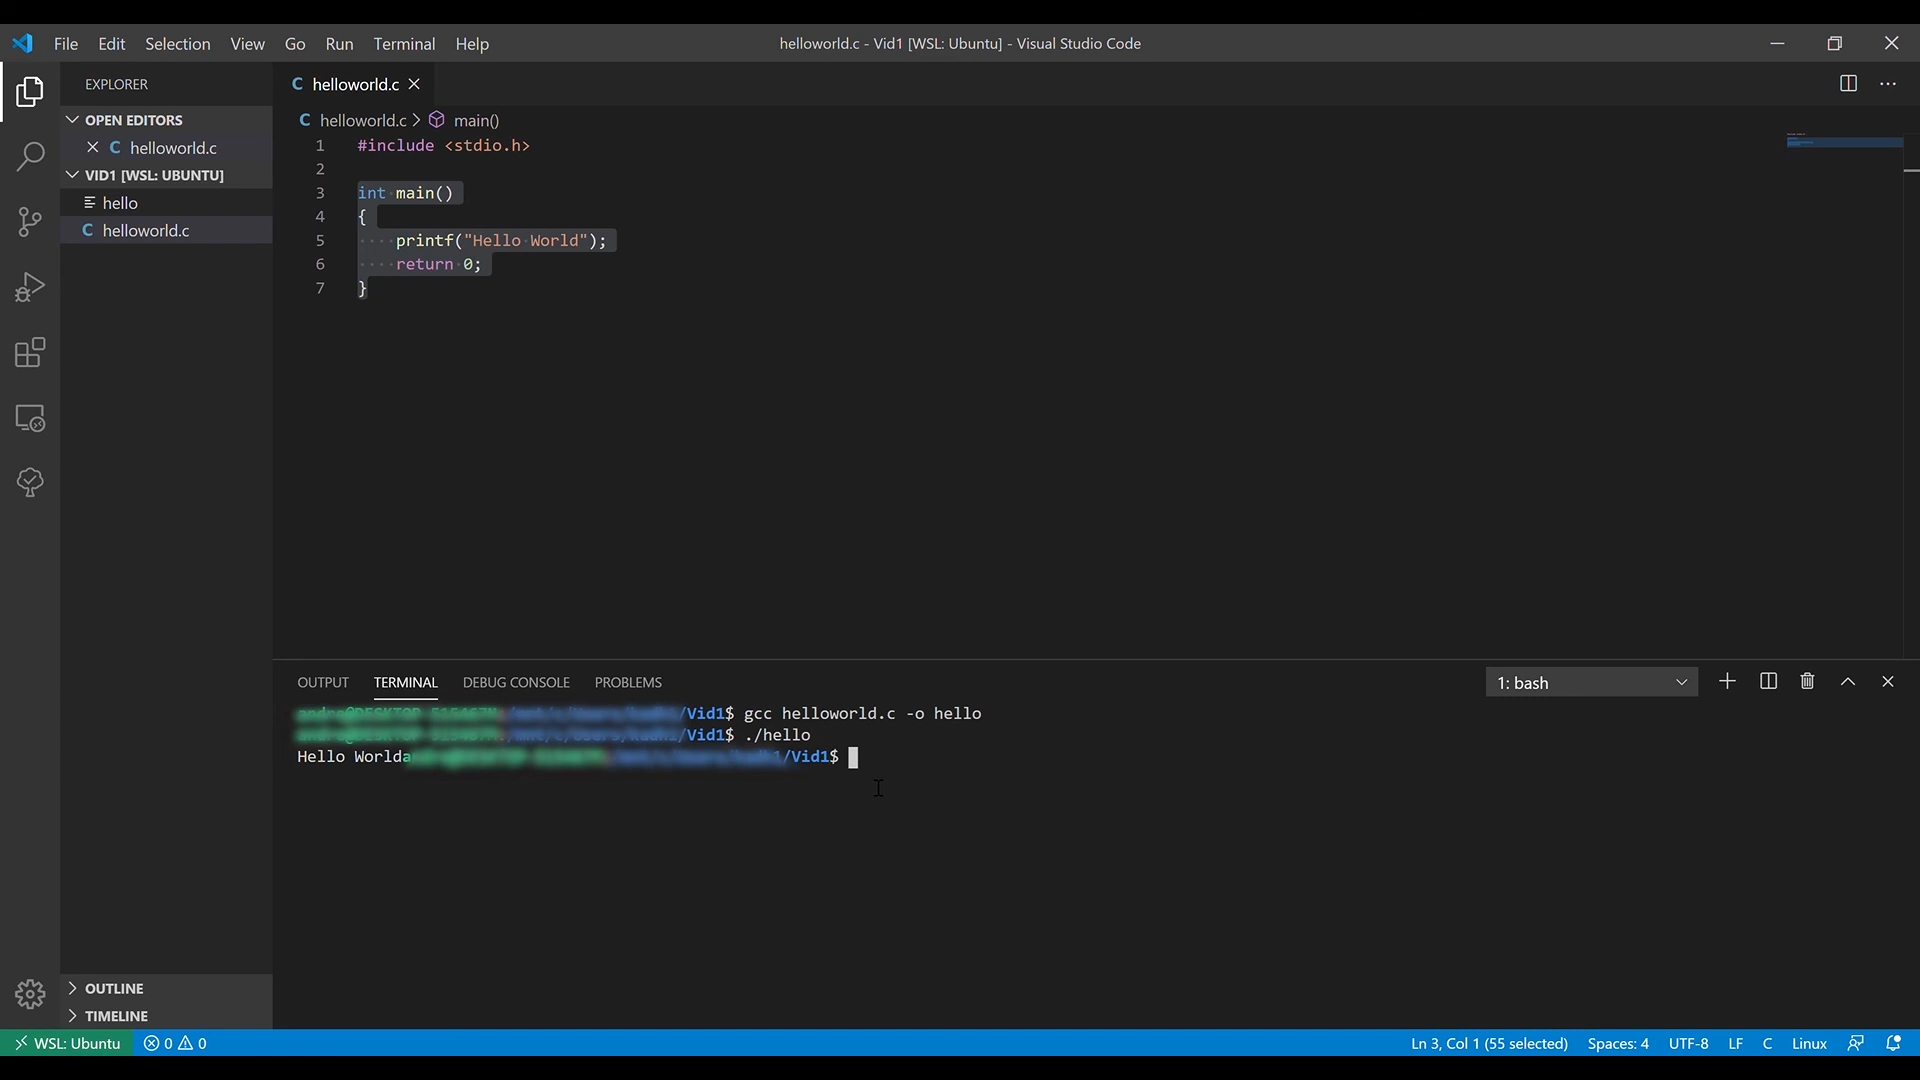 File Edit Selection View Go Run Terminal Help
helloworld.c - Vid1 [WSL: Ubuntu] - Visual Studio Code
EXPLORER
OPEN EDITORS
C helloworld.c
VID1 [WSL: UBUNTU]
hello
C helloworld.c
OUTLINE
TIMELINE
C helloworld.c
C helloworld.c > main()
1 #include <stdio.h>
2
3 int main()
4 {
5 printf("Hello World");
6 return 0;
7 }
OUTPUT TERMINAL DEBUG CONSOLE PROBLEMS
1: bash
/Vid1$ gcc helloworld.c -o hello
/Vid1$ ./hello
Hello Worlda /Vid1$
WSL: Ubuntu 0 0
Ln 3, Col 1 (55 selected) Spaces: 4 UTF-8 LF C Linux